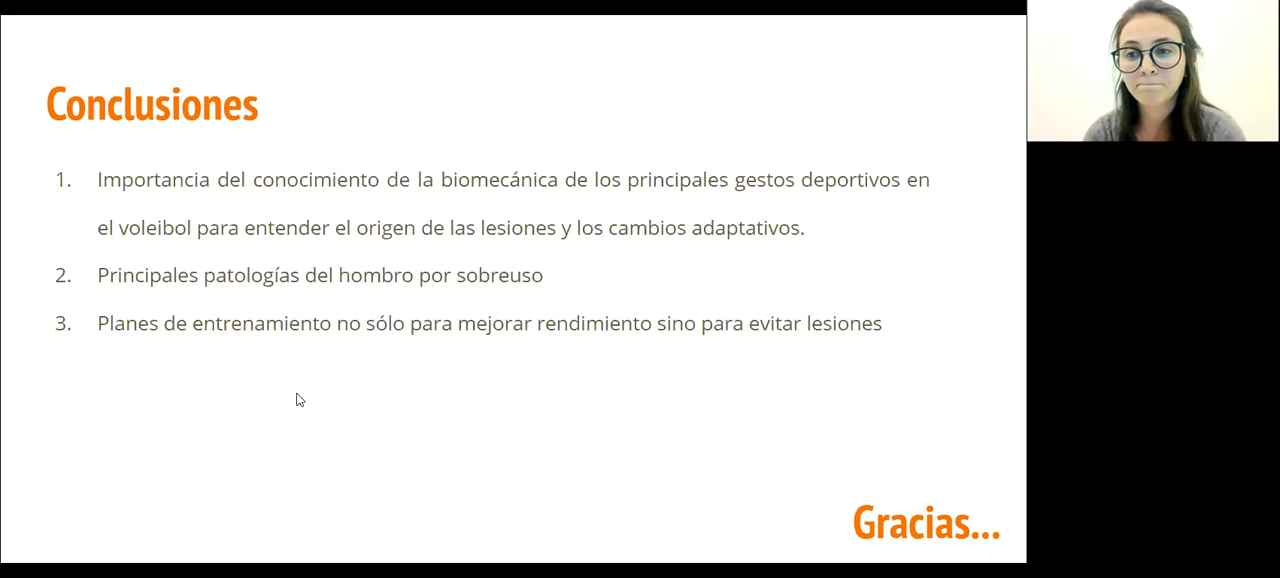 Conclusiones
1. Importancia del conocimiento de la biomecánica de los principales gestos deportivos en
el voleibol para entender el origen de las lesiones y los cambios adaptativos.
2. Principales patologías del hombro por sobreuso
3. Planes de entrenamiento no sólo para mejorar rendimiento sino para evitar lesiones
Gracias...